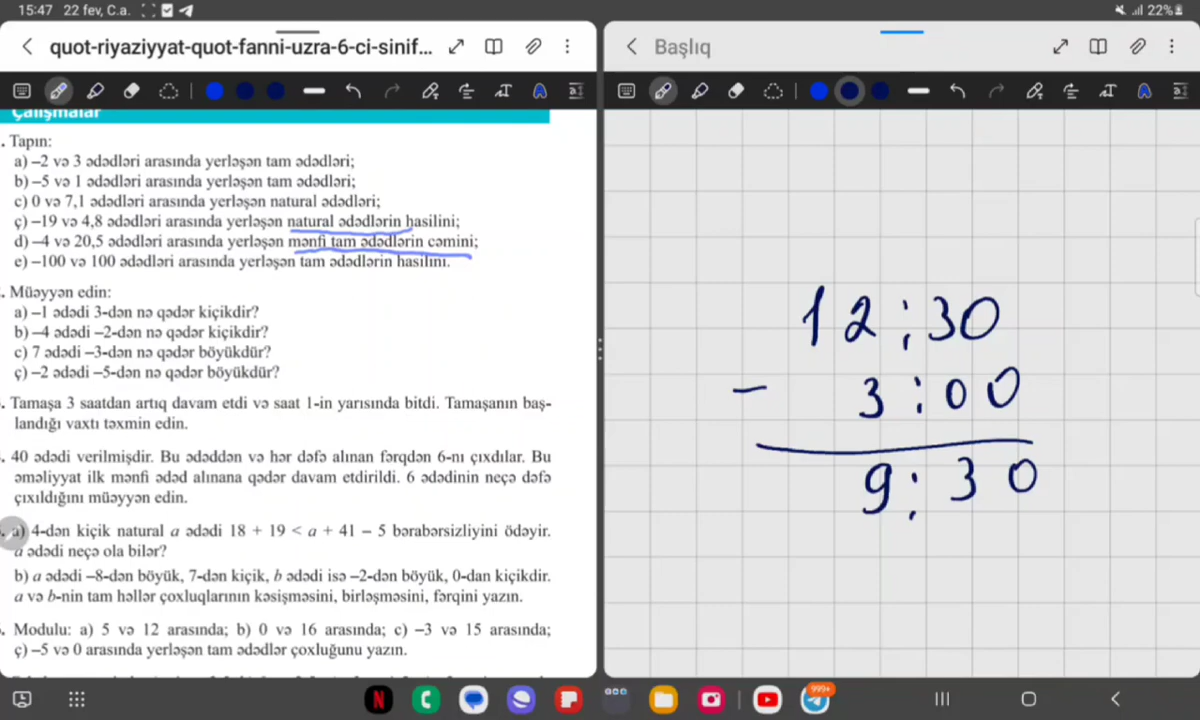 15:47 22 fev, C.a. 22%
quot-riyaziyyat-quot-fanni-uzra-6-ci-sinif...
Çalışmalar
. Tapın:
a) –2 və 3 ədədləri arasında yerləşən tam ədədləri;
b) –5 və 1 ədədləri arasında yerləşən tam ədədləri;
c) 0 və 7,1 ədədləri arasında yerləşən natural ədədləri;
ç) –19 və 4,8 ədədləri arasında yerləşən natural ədədlərin hasilini;
d) –4 və 20,5 ədədləri arasında yerləşən mənfi tam ədədlərin cəmini;
e) –100 və 100 ədədləri arasında yerləşən tam ədədlərin hasilini.
. Müəyyən edin:
a) –1 ədədi 3-dən nə qədər kiçikdir?
b) –4 ədədi –2-dən nə qədər kiçikdir?
c) 7 ədədi –3-dən nə qədər böyükdür?
ç) –2 ədədi –5-dən nə qədər böyükdür?
. Tamaşa 3 saatdan artıq davam etdi və saat 1-in yarısında bitdi. Tamaşanın baş-
landığı vaxtı təxmin edin.
. 40 ədədi verilmişdir. Bu ədəddən və hər dəfə alınan fərqdən 6-nı çıxdılar. Bu
əməliyyat ilk mənfi ədəd alınana qədər davam etdirildi. 6 ədədinin neçə dəfə
çıxıldığını müəyyən edin.
. a) 4-dən kiçik natural a ədədi 18 + 19 < a + 41 – 5 bərabərsizliyini ödəyir.
a ədədi neçə ola bilər?
b) a ədədi –8-dən böyük, 7-dən kiçik, b ədədi isə –2-dən böyük, 0-dan kiçikdir.
a və b-nin tam həllər çoxluqlarının kəsişməsini, birləşməsini, fərqini yazın.
. Modulu: a) 5 və 12 arasında; b) 0 və 16 arasında; c) –3 və 15 arasında;
ç) –5 və 0 arasında yerləşən tam ədədlər çoxluğunu yazın.
Başlıq
12:30
– 3:00
9:30
999+